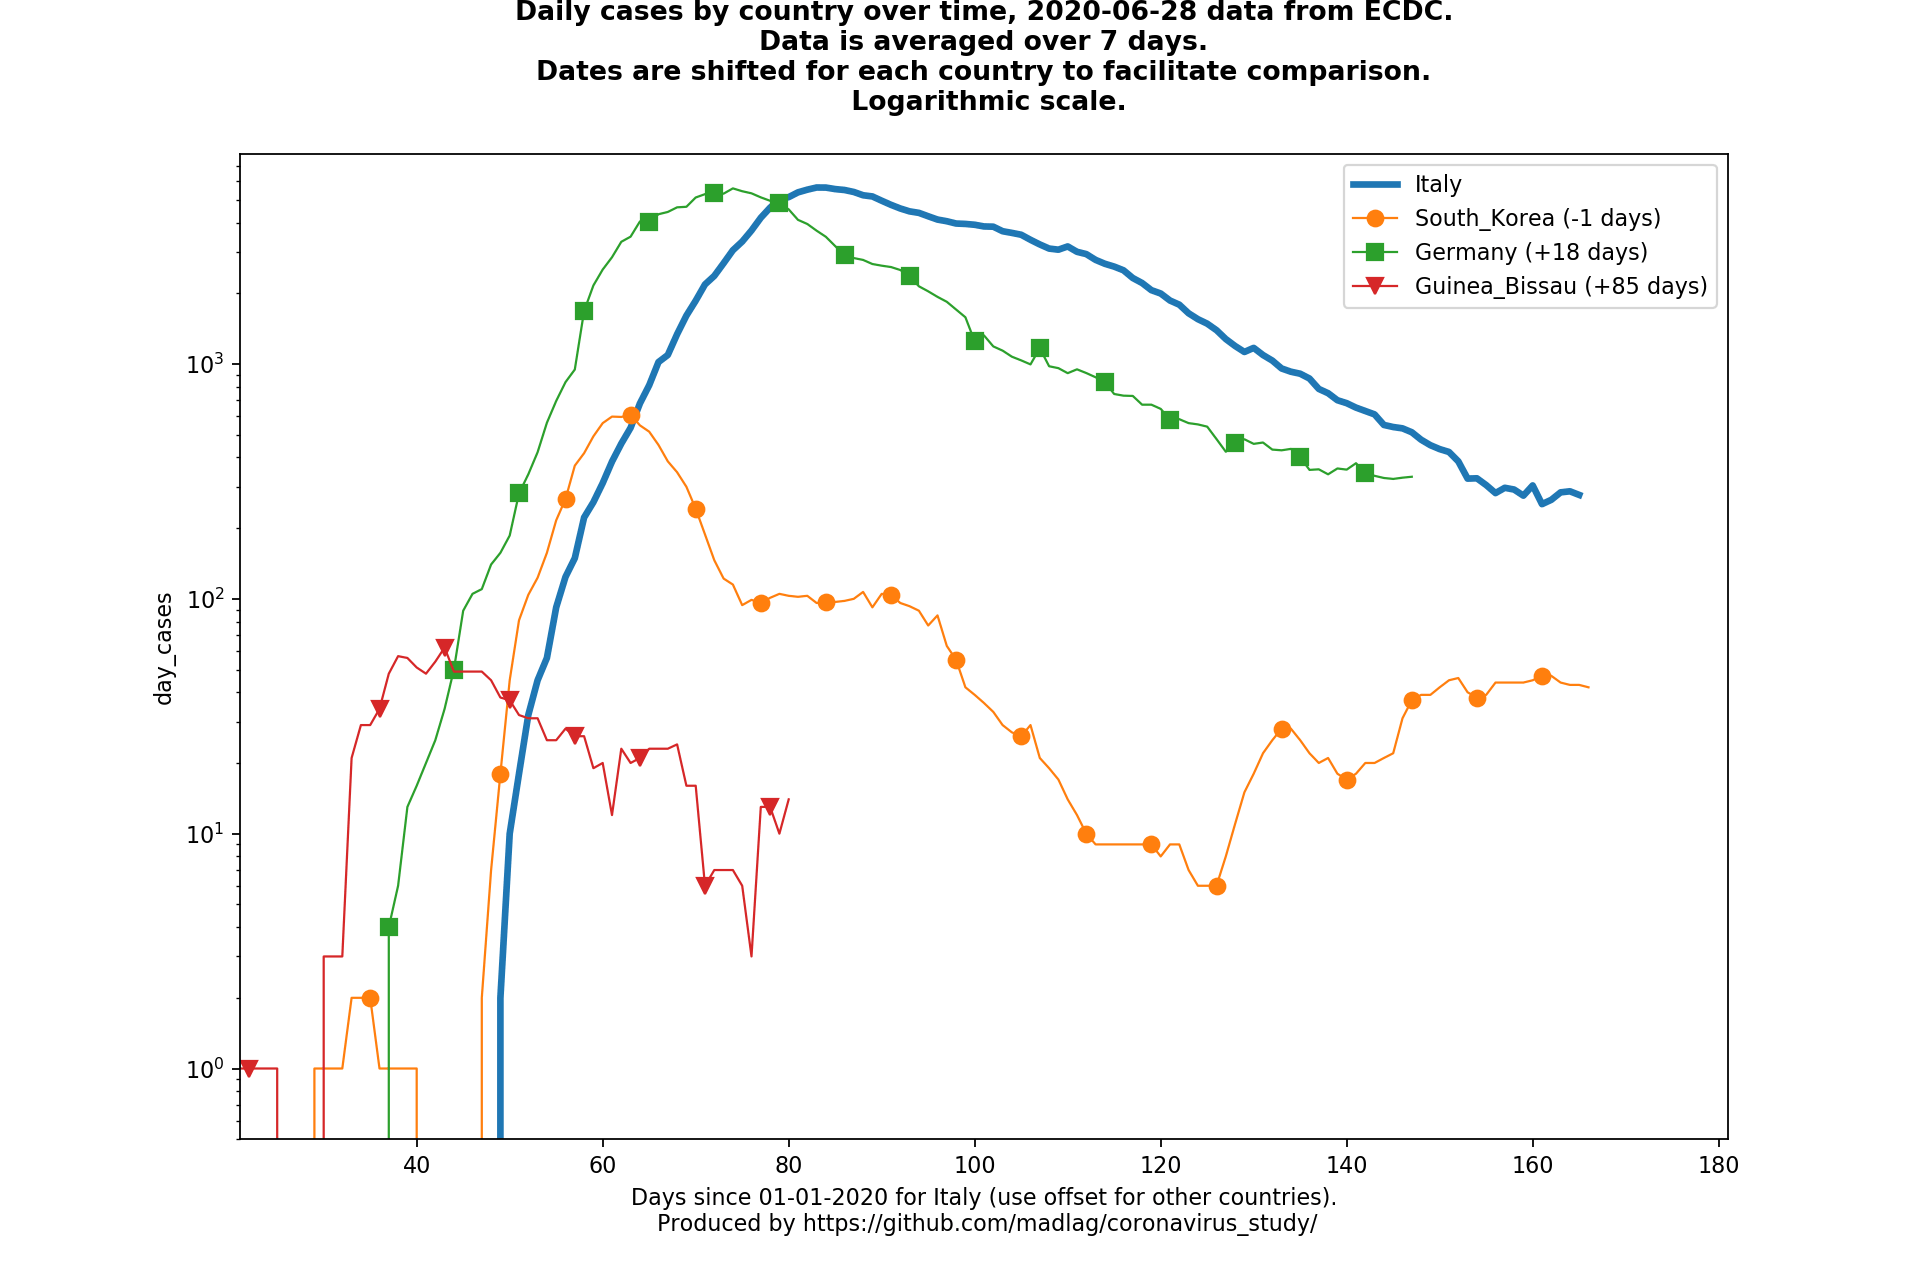 Daily cases by country over time, 2020-06-28 data from ECDC.
Data is averaged over 7 days.
Dates are shifted for each country to facilitate comparison.
Logarithmic scale.
Italy
South_Korea (-1 days)
Germany (+18 days)
Guinea_Bissau (+85 days)
day_cases
10³
10²
10¹
10⁰
40 60 80 100 120 140 160 180
Days since 01-01-2020 for Italy (use offset for other countries).
Produced by https://github.com/madlag/coronavirus_study/